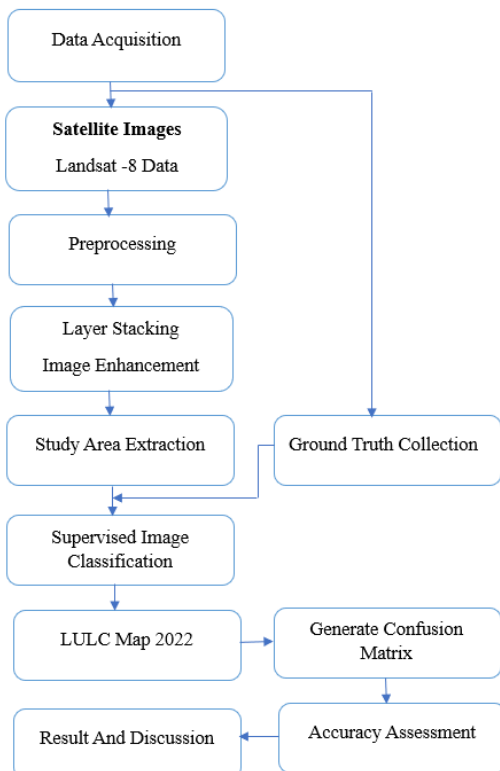 Data Acquisition
Satellite Images
Landsat -8 Data
Preprocessing
Layer Stacking
Image Enhancement
Study Area Extraction
Ground Truth Collection
Supervised Image
Classification
LULC Map 2022
Generate Confusion
Matrix
Accuracy Assessment
Result And Discussion